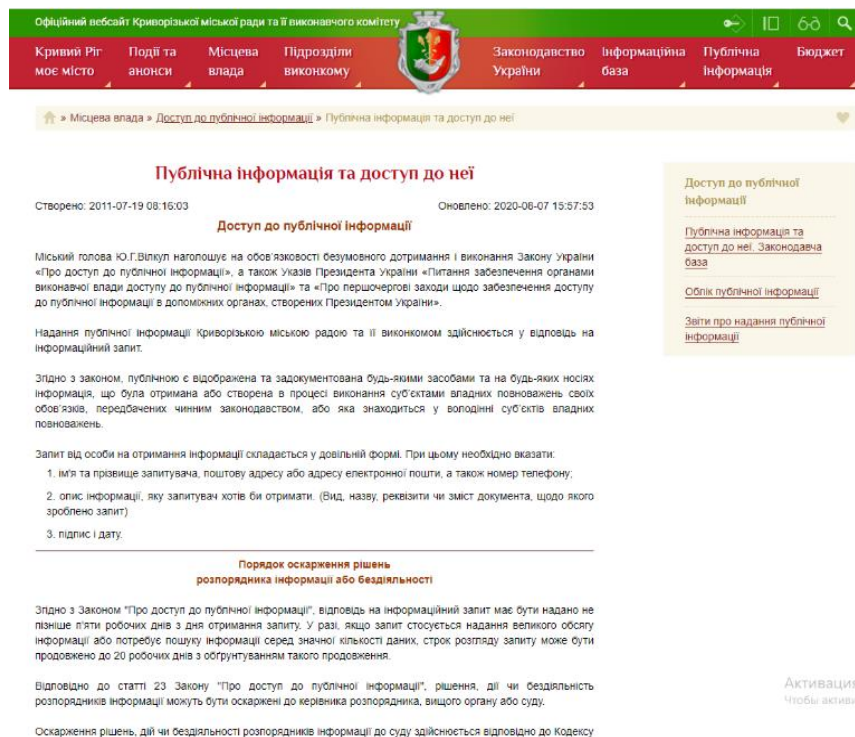 Офіційний вебсайт Криворізької міської ради та її виконавчого комітету
Кривий Ріг моє місто
Події та анонси
Місцева влада
Підрозділи виконкому
Законодавство України
Інформаційна база
Публічна інформація
Бюджет
» Місцева влада » Доступ до публічної інформації » Публічна інформація та доступ до неї
Публічна інформація та доступ до неї
Створено: 2011-07-19 08:16:03
Оновлено: 2020-08-07 15:57:53
Доступ до публічної інформації
Міський голова Ю.Г.Вілкул наголошує на обов'язковості безумовного дотримання і виконання Закону України
«Про доступ до публічної інформації», а також Указів Президента України «Питання забезпечення органами
виконавчої влади доступу до публічної інформації» та «Про першочергові заходи щодо забезпечення доступу
до публічної інформації в допоміжних органах, створених Президентом України».
Надання публічної інформації Криворізькою міською радою та її виконкомом здійснюється у відповідь на
інформаційний запит.
Згідно з законом, публічною є відображена та задокументована будь-якими засобами та на будь-яких носіях
інформація, що була отримана або створена в процесі виконання суб'єктами владних повноважень своїх
обов'язків, передбачених чинним законодавством, або яка знаходиться у володінні суб'єктів владних
повноважень.
Запит від особи на отримання інформації складається у довільній формі. При цьому необхідно вказати:
1. ім'я та прізвище запитувача, поштову адресу або адресу електронної пошти, а також номер телефону;
2. опис інформації, яку запитувач хотів би отримати. (Вид, назву, реквізити чи зміст документа, щодо якого
зроблено запит)
3. підпис і дату.
Порядок оскарження рішень
розпорядника інформації або бездіяльності
Згідно з Законом "Про доступ до публічної інформації", відповідь на інформаційний запит має бути надано не
пізніше п'яти робочих днів з дня отримання запиту. У разі, якщо запит стосується надання великого обсягу
інформації або потребує пошуку інформації серед значної кількості даних, строк розгляду запиту може бути
продовжено до 20 робочих днів з обґрунтуванням такого продовження.
Відповідно до статті 23 Закону "Про доступ до публічної інформації", рішення, дії чи бездіяльність
розпорядників інформації можуть бути оскаржені до керівника розпорядника, вищого органу або суду.
Оскарження рішень, дій чи бездіяльності розпорядників інформації до суду здійснюється відповідно до Кодексу
Доступ до публічної
інформації
Публічна інформація та
доступ до неї. Законодавча
база
Облік публічної інформації
Звіти про надання публічної
інформації
Активация
Чтобы актив